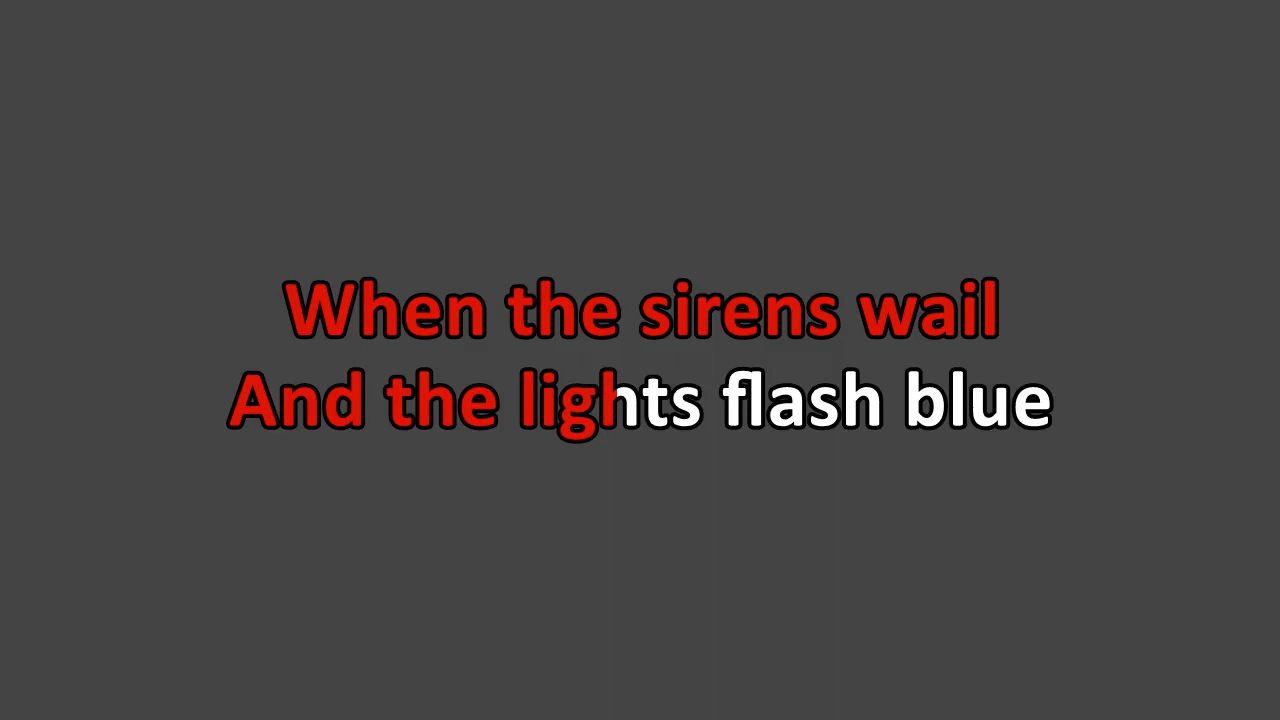 When the sirens wail
And the lights flash blue